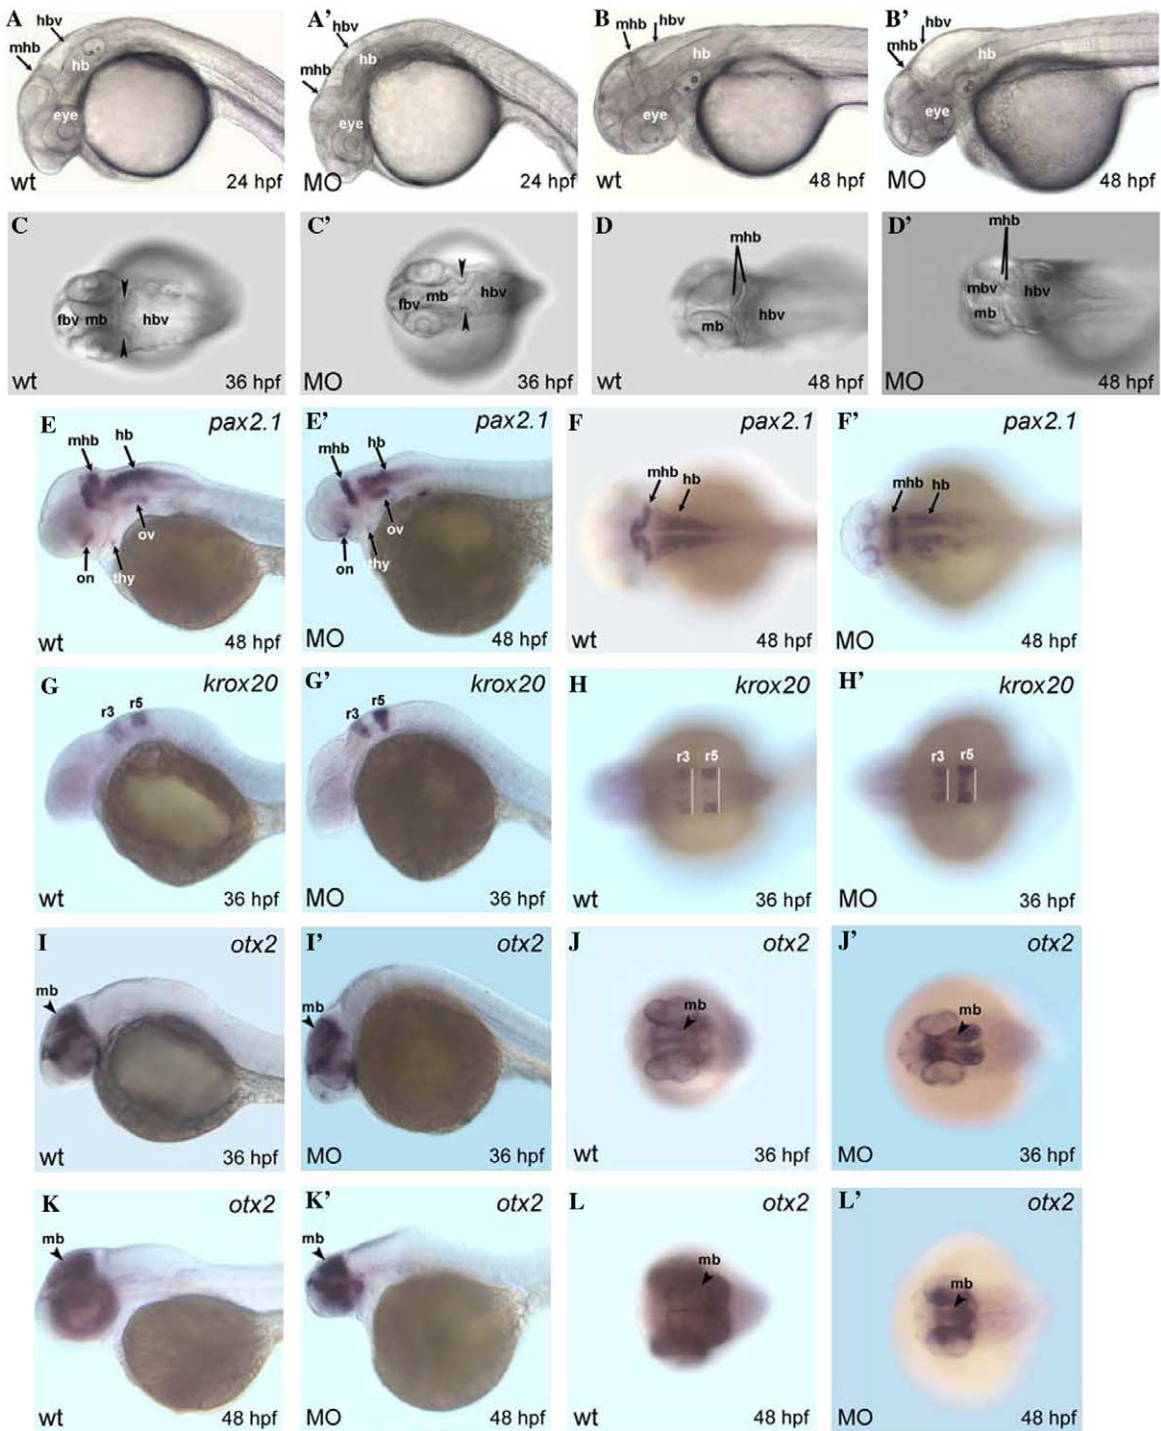 A
hbv
mhb
hb
eye
wt
24 hpf
A’
hbv
mhb
hb
eye
MO
24 hpf
B
hbv
mhb
hb
eye
wt
48 hpf
B’
hbv
mhb
hb
eye
MO
48 hpf
C
fbv mb hbv
wt
36 hpf
C’
fbv mb hbv
MO
36 hpf
D
mhb
mb hbv
wt
48 hpf
D’
mhb
mbv hbv
mb
MO
48 hpf
E
pax2.1
mhb hb
ov
on thy
wt
48 hpf
E’
pax2.1
mhb hb
ov
on thy
MO
48 hpf
F
pax2.1
mhb hb
wt
48 hpf
F’
pax2.1
mhb hb
MO
48 hpf
G
krox20
r3 r5
wt
36 hpf
G’
krox20
r3 r5
MO
36 hpf
H
krox20
r3 r5
wt
36 hpf
H’
krox20
r3 r5
MO
36 hpf
I
otx2
mb
wt
36 hpf
I’
otx2
mb
MO
36 hpf
J
otx2
mb
wt
36 hpf
J’
otx2
mb
MO
36 hpf
K
otx2
mb
wt
48 hpf
K’
otx2
mb
MO
48 hpf
L
otx2
mb
wt
48 hpf
L’
otx2
mb
MO
48 hpf